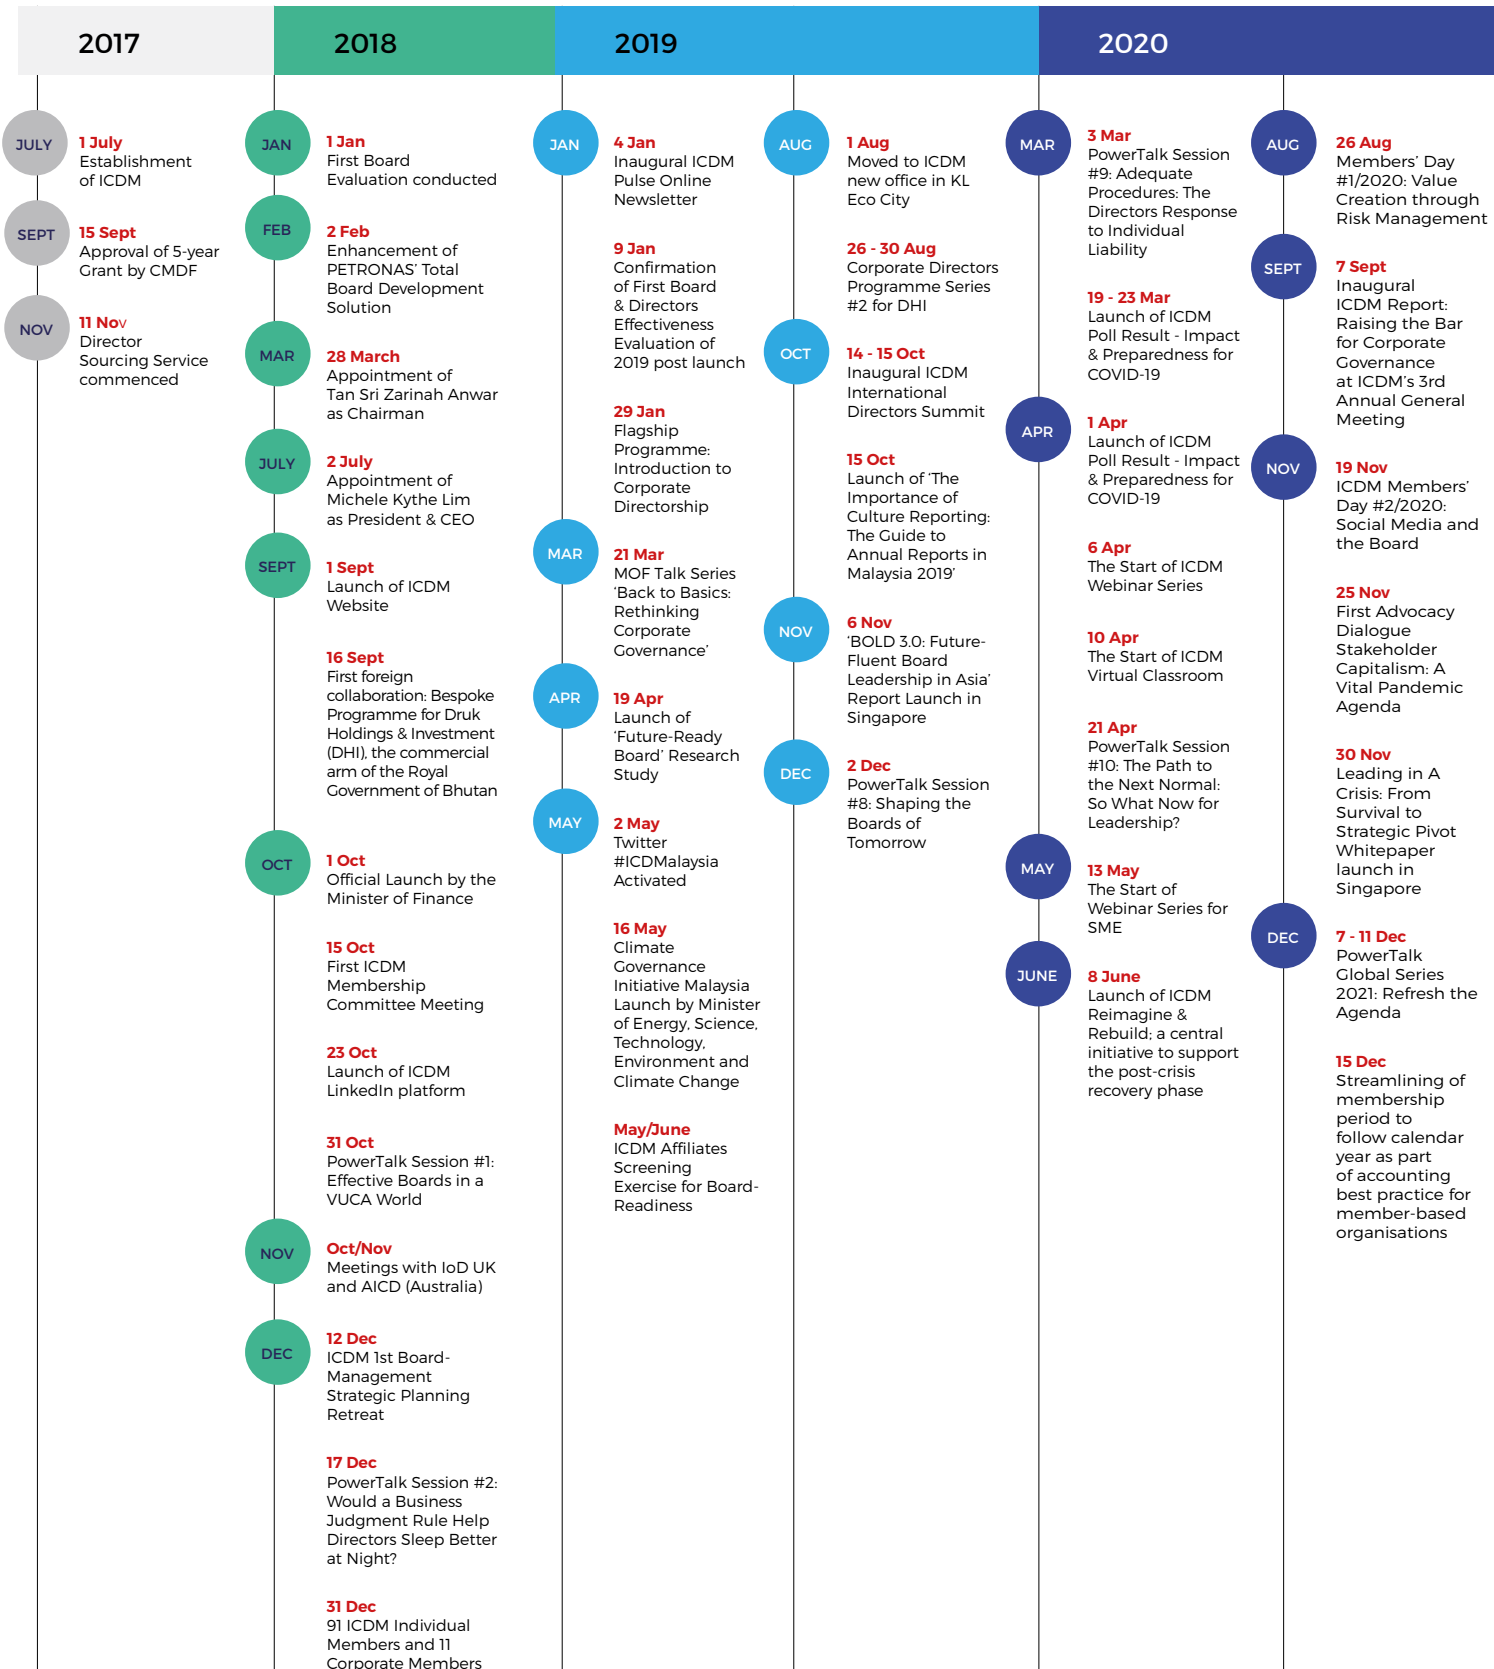 2017
2018
2019
2020
JULY
1 July
Establishment
of ICDM
SEPT
15 Sept
Approval of 5-year
Grant by CMDF
NOV
11 Nov
Director
Sourcing Service
commenced
JAN
1 Jan
First Board
Evaluation conducted
FEB
2 Feb
Enhancement of
PETRONAS’ Total
Board Development
Solution
MAR
28 March
Appointment of
Tan Sri Zarinah Anwar
as Chairman
JULY
2 July
Appointment of
Michele Kythe Lim
as President & CEO
SEPT
1 Sept
Launch of ICDM
Website
16 Sept
First foreign
collaboration: Bespoke
Programme for Druk
Holdings & Investment
(DHI), the commercial
arm of the Royal
Government of Bhutan
OCT
1 Oct
Official Launch by the
Minister of Finance
15 Oct
First ICDM
Membership
Committee Meeting
23 Oct
Launch of ICDM
LinkedIn platform
31 Oct
PowerTalk Session #1:
Effective Boards in a
VUCA World
NOV
Oct/Nov
Meetings with IoD UK
and AICD (Australia)
DEC
12 Dec
ICDM 1st Board-
Management
Strategic Planning
Retreat
17 Dec
PowerTalk Session #2:
Would a Business
Judgment Rule Help
Directors Sleep Better
at Night?
31 Dec
91 ICDM Individual
Members and 11
Corporate Members
JAN
4 Jan
Inaugural ICDM
Pulse Online
Newsletter
9 Jan
Confirmation
of First Board
& Directors
Effectiveness
Evaluation of
2019 post launch
29 Jan
Flagship
Programme:
Introduction to
Corporate
Directorship
MAR
21 Mar
MOF Talk Series
‘Back to Basics:
Rethinking
Corporate
Governance’
APR
19 Apr
Launch of
‘Future-Ready
Board’ Research
Study
MAY
2 May
Twitter
#ICDMalaysia
Activated
16 May
Climate
Governance
Initiative Malaysia
Launch by Minister
of Energy, Science,
Technology,
Environment and
Climate Change
May/June
ICDM Affiliates
Screening
Exercise for Board-
Readiness
AUG
1 Aug
Moved to ICDM
new office in KL
Eco City
26 - 30 Aug
Corporate Directors
Programme Series
#2 for DHI
OCT
14 - 15 Oct
Inaugural ICDM
International
Directors Summit
15 Oct
Launch of ‘The
Importance of
Culture Reporting:
The Guide to
Annual Reports in
Malaysia 2019’
NOV
6 Nov
‘BOLD 3.0: Future-
Fluent Board
Leadership in Asia’
Report Launch in
Singapore
DEC
2 Dec
PowerTalk Session
#8: Shaping the
Boards of
Tomorrow
MAR
3 Mar
PowerTalk Session
#9: Adequate
Procedures: The
Directors Response
to Individual
Liability
19 - 23 Mar
Launch of ICDM
Poll Result - Impact
& Preparedness for
COVID-19
APR
1 Apr
Launch of ICDM
Poll Result - Impact
& Preparedness for
COVID-19
6 Apr
The Start of ICDM
Webinar Series
10 Apr
The Start of ICDM
Virtual Classroom
21 Apr
PowerTalk Session
#10: The Path to
the Next Normal:
So What Now for
Leadership?
MAY
13 May
The Start of
Webinar Series for
SME
JUNE
8 June
Launch of ICDM
Reimagine &
Rebuild; a central
initiative to support
the post-crisis
recovery phase
AUG
26 Aug
Members’ Day
#1/2020: Value
Creation through
Risk Management
SEPT
7 Sept
Inaugural
ICDM Report:
Raising the Bar
for Corporate
Governance
at ICDM’s 3rd
Annual General
Meeting
NOV
19 Nov
ICDM Members’
Day #2/2020:
Social Media and
the Board
25 Nov
First Advocacy
Dialogue
Stakeholder
Capitalism: A
Vital Pandemic
Agenda
30 Nov
Leading in A
Crisis: From
Survival to
Strategic Pivot
Whitepaper
launch in
Singapore
DEC
7 - 11 Dec
PowerTalk
Global Series
2021: Refresh the
Agenda
15 Dec
Streamlining of
membership
period to
follow calendar
year as part
of accounting
best practice for
member-based
organisations